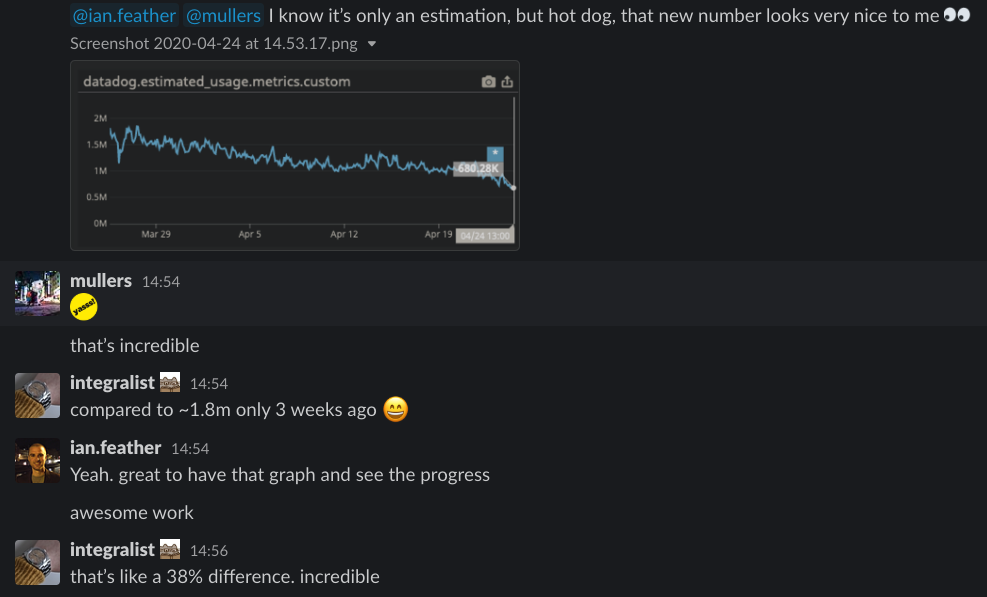 @ian.feather @mullers I know it’s only an estimation, but hot dog, that new number looks very nice to me
Screenshot 2020-04-24 at 14.53.17.png
datadog.estimated_usage.metrics.custom
2M
1.5M
1M
0.5M
0M
680.28K
Mar 29
Apr 5
Apr 12
Apr 19
04/24 13:00
mullers 14:54
yasss!
that’s incredible
integralist 14:54
compared to ~1.8m only 3 weeks ago
ian.feather 14:54
Yeah. great to have that graph and see the progress
awesome work
integralist 14:56
that’s like a 38% difference. incredible